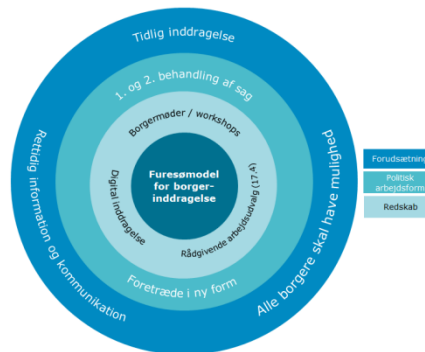 Tidlig inddragelse
1. og 2. behandling af sag
Borgermøder / workshops
Furesømodel
for borger-
inddragelse
Digital inddragelse
Rådgivende arbejdsudvalg (17,4)
Foretræde i ny form
Rettidig information og kommunikation
Alle borgere skal have mulighed
Forudsætning
Politisk
arbejdsform
Redskab